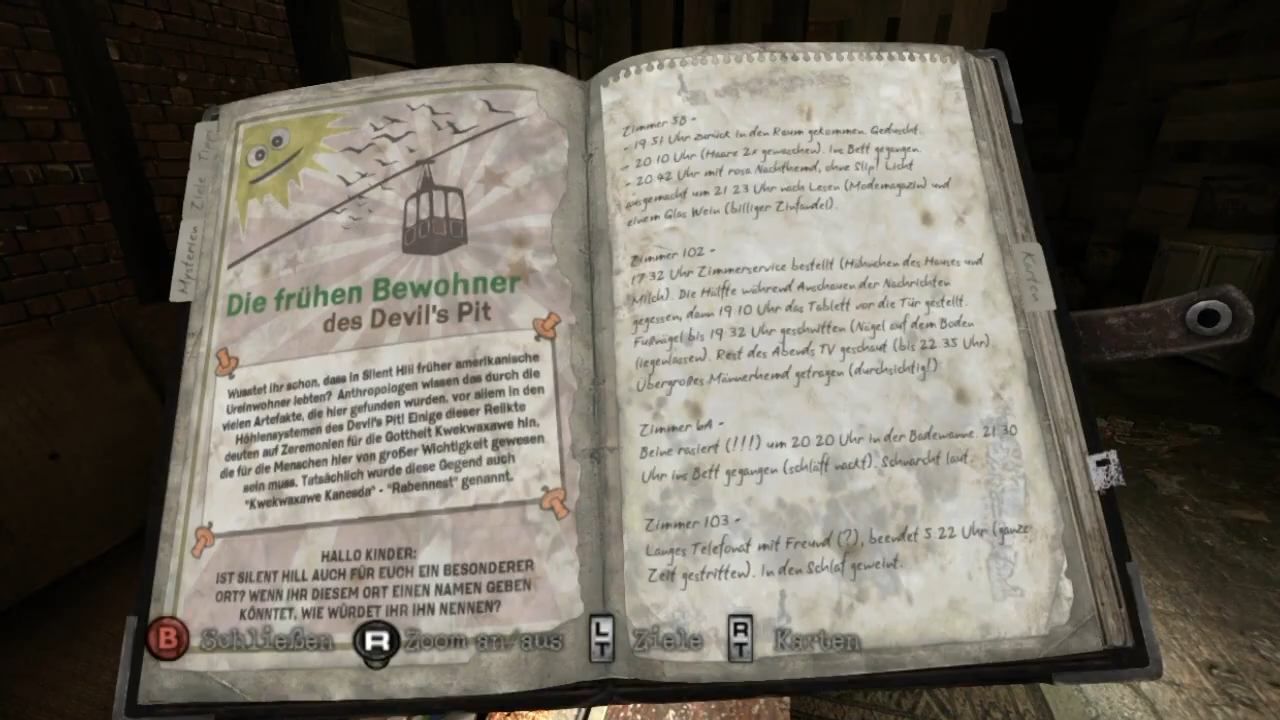 Mysterien Ziele Tipps
Die frühen Bewohner
des Devil's Pit
Wusstet ihr schon, dass in Silent Hill früher amerikanische
Ureinwohner lebten? Anthropologen wissen das durch die
vielen Artefakte, die hier gefunden wurden, vor allem in den
Höhlensystemen des Devil's Pit! Einige dieser Relikte
deuten auf Zeremonien für die Gottheit Kwekwaxawe hin,
die für die Menschen hier von großer Wichtigkeit gewesen
sein muss. Tatsächlich wurde diese Gegend auch
"Kwekwaxawe Kanesda" - "Rabennest" genannt.
HALLO KINDER:
IST SILENT HILL AUCH FÜR EUCH EIN BESONDERER
ORT? WENN IHR DIESEM ORT EINEN NAMEN GEBEN
KÖNNTET, WIE WÜRDET IHR IHN NENNEN?
Zimmer 5B -
- 19:51 Uhr zurück in den Raum gekommen. Geduscht.
- 20:10 Uhr (Haare 2x gewaschen). Ins Bett gegangen.
- 20:42 Uhr mit rosa Nachthemd, ohne Slip! Licht
ausgemacht um 21:23 Uhr nach Lesen (Modemagazin) und
einem Glas Wein (billiger Zinfandel).
Zimmer 102 -
17:32 Uhr Zimmerservice bestellt (Hähnchen des Hauses und
Milch). Die Hälfte während Anschauen der Nachrichten
gegessen, dann 19:10 Uhr das Tablett vor die Tür gestellt.
Fußnägel bis 19:32 Uhr geschnitten (Nägel auf dem Boden
liegenlassen). Rest des Abends TV geschaut (bis 22:35 Uhr).
Übergroßes Männerhemd getragen (durchsichtig!)
Zimmer 6A -
Beine rasiert (!!!) um 20:20 Uhr in der Badewanne. 21:30
Uhr ins Bett gegangen (schläft nackt). Schnarcht laut.
Zimmer 103 -
Langes Telefonat mit Freund (?), beendet 5:22 Uhr (ganze
Zeit gestritten). In den Schlaf geweint.
Karten
B Schließen R Zoom an/aus LT Ziele RT Karten